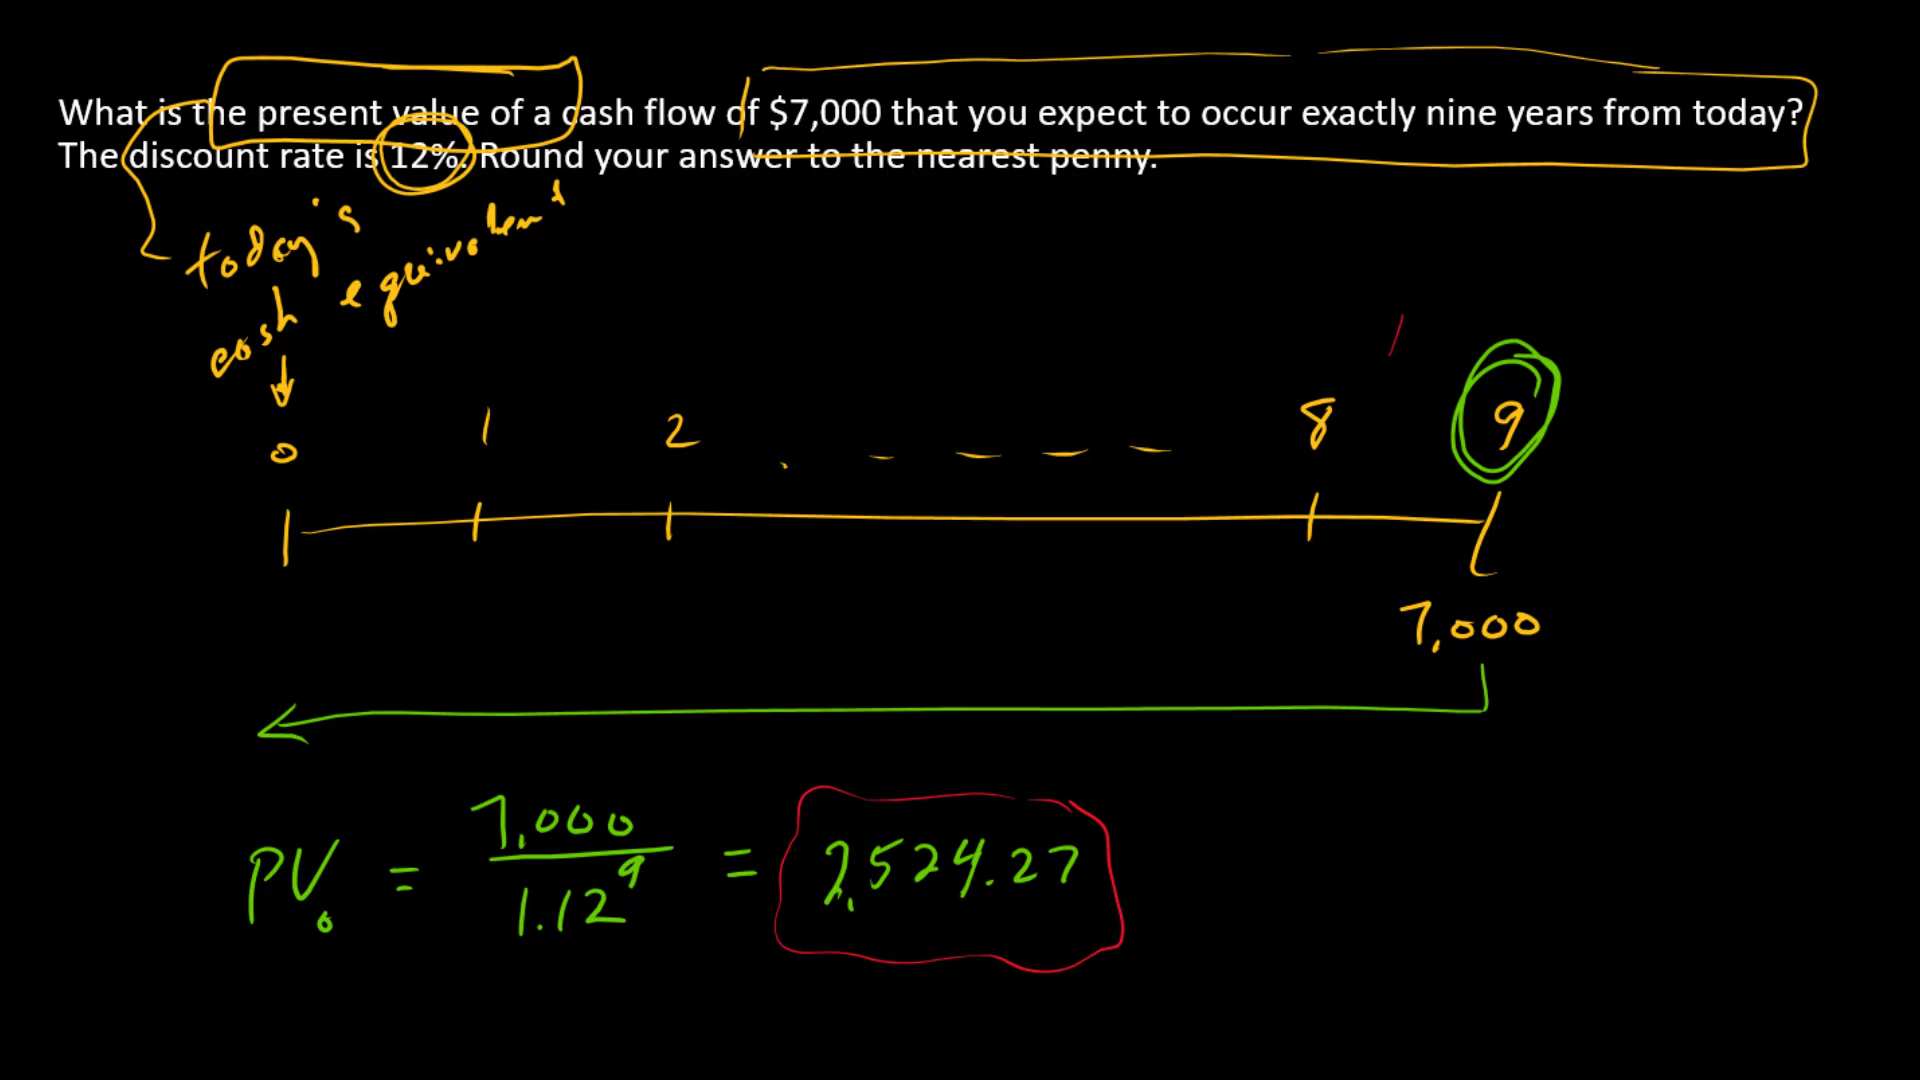 What is the present value of a cash flow of $7,000 that you expect to occur exactly nine years from today?
The discount rate is 12%. Round your answer to the nearest penny.
today's
cash equivalent
0 1 2 . _ _ _ _ 8 9
7,000
PV₀ = 7,000 / 1.12⁹ = 2,524.27